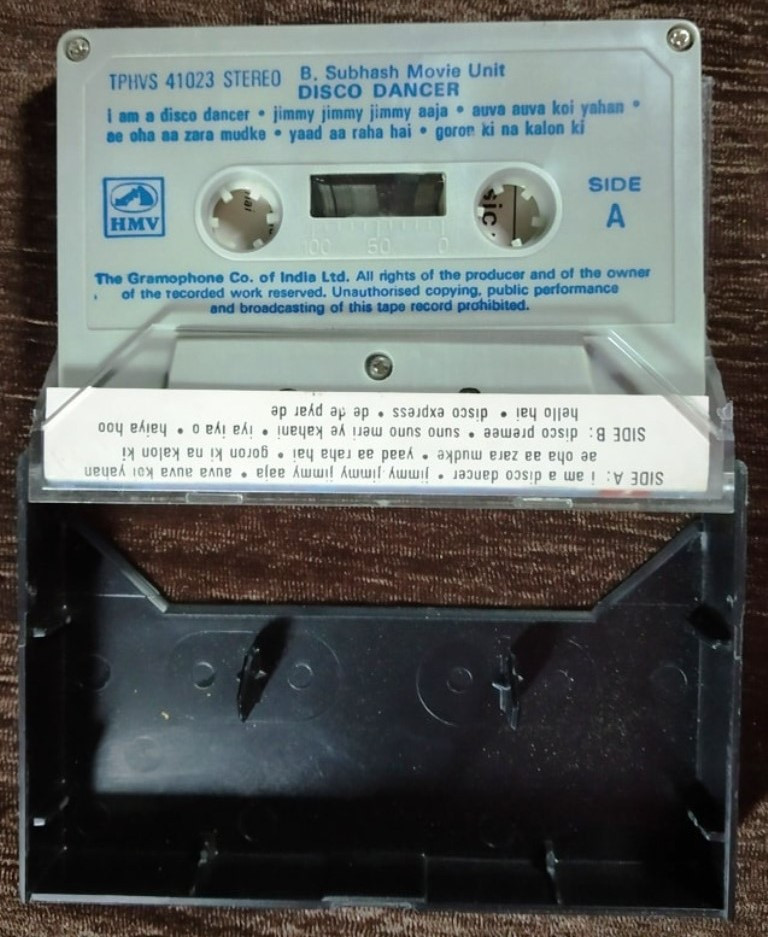 TPHVS 41023 STEREO B. Subhash Movie Unit
DISCO DANCER
i am a disco dancer • jimmy jimmy jimmy aaja • auva auva koi yahan •
ae oha aa zara mudke • yaad aa raha hai • goron ki na kalon ki
HMV
SIDE
A
100 50 0
sic.
The Gramophone Co. of India Ltd. All rights of the producer and of the owner
of the recorded work reserved. Unauthorised copying, public performance
and broadcasting of this tape record prohibited.
SIDE A: i am a disco dancer • jimmy jimmy jimmy aaja • auva auva koi yahan
ae oha aa zara mudke • yaad aa raha hai • goron ki na kalon ki
SIDE B: disco premee • suno suno meri ye kahani • iya iya o • haiya hoo
hello hai • disco express • de de pyar de